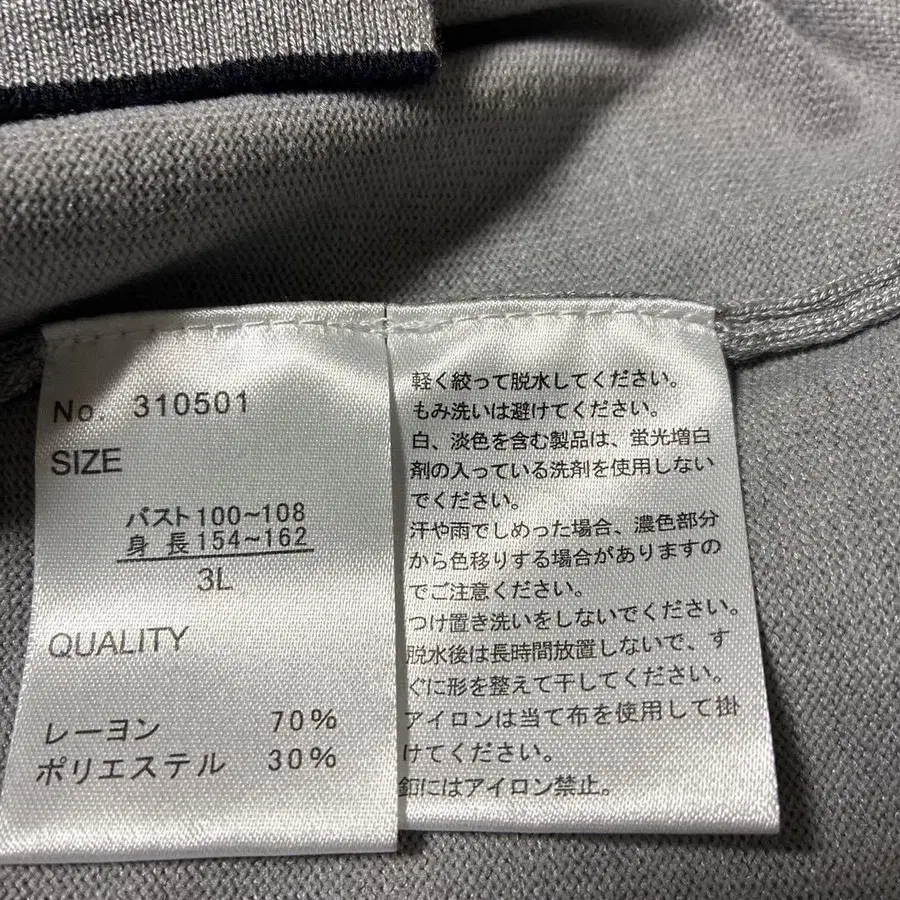 No. 310501
SIZE
バスト100~108
身 長154~162
3L
QUALITY
レーヨン 70%
ポリエステル 30%
軽く絞って脱水してください。
もみ洗いは避けてください。
白、淡色を含む製品は、蛍光増白
剤の入っている洗剤を使用しない
でください。
汗や雨でしめった場合、濃色部分
から色移りする場合がありますの
でご注意ください。
つけ置き洗いをしないでください。
脱水後は長時間放置しないで、す
ぐに形を整えて干してください。
アイロンは当て布を使用して掛
けてください。
釦にはアイロン禁止。